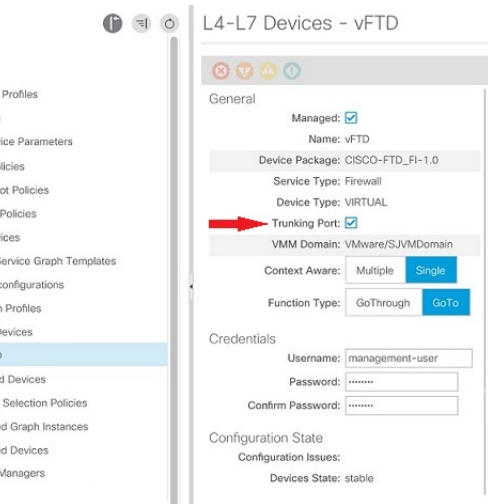 L4-L7 Devices - vFTD
Profiles
ice Parameters
licies
ot Policies
Policies
ices
Service Graph Templates
configurations
n Profiles
Devices
d Devices
Selection Policies
ed Graph Instances
ed Devices
Managers
General
Managed:
Name: vFTD
Device Package: CISCO-FTD_FI-1.0
Service Type: Firewall
Device Type: VIRTUAL
Trunking Port:
VMM Domain: VMware/SJVMDomain
Context Aware: Multiple Single
Function Type: GoThrough GoTo
Credentials
Username: management-user
Password: ........
Confirm Password: ........
Configuration State
Configuration Issues:
Devices State: stable